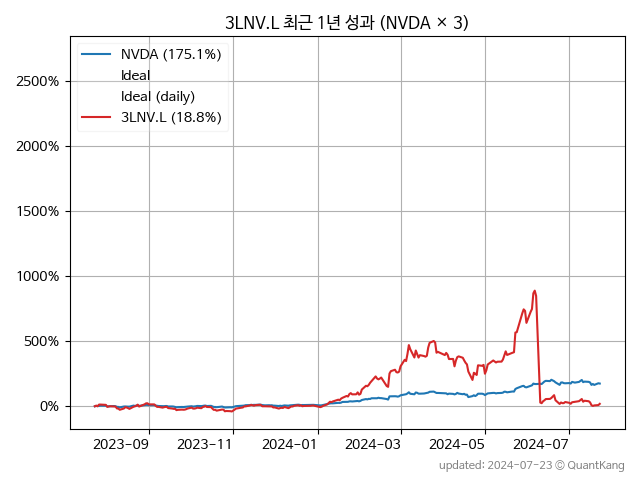 3LNV.L 최근 1년 성과 (NVDA × 3)
NVDA (175.1%)
Ideal
Ideal (daily)
3LNV.L (18.8%)
2500%
2000%
1500%
1000%
500%
0%
2023-09 2023-11 2024-01 2024-03 2024-05 2024-07
updated: 2024-07-23 © QuantKang